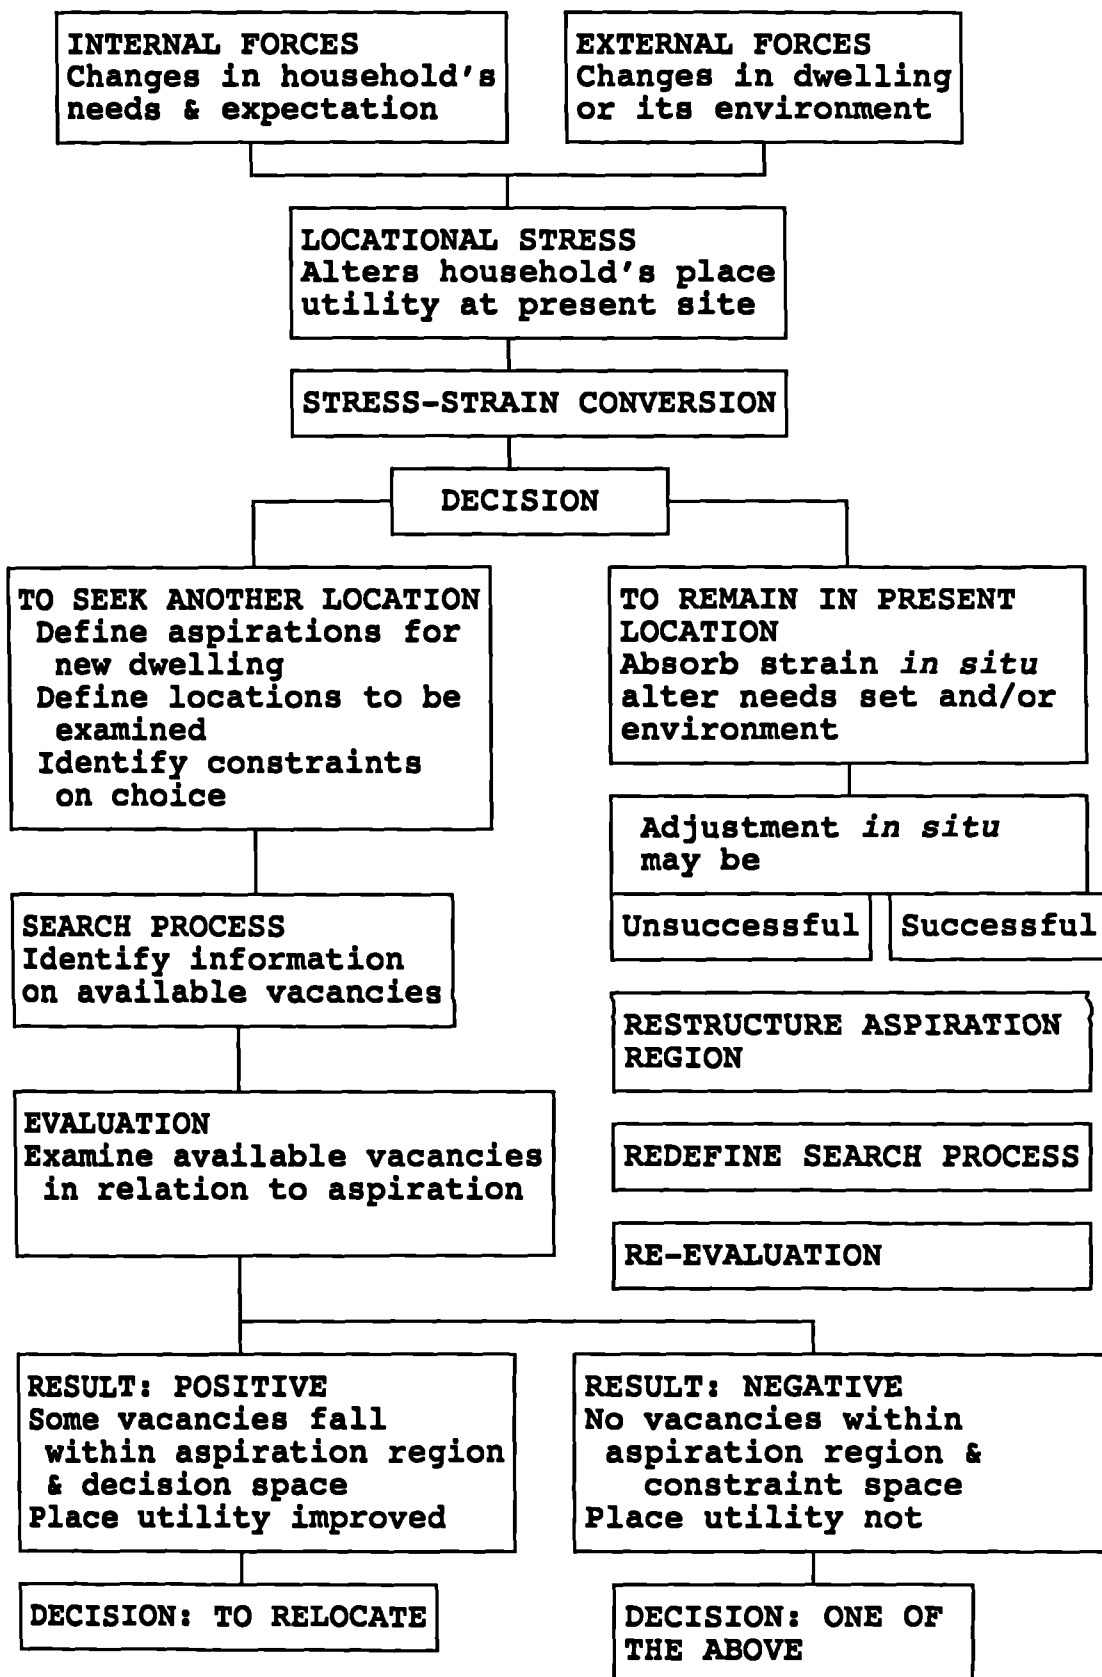 INTERNAL FORCES
Changes in household's
needs & expectation
EXTERNAL FORCES
Changes in dwelling
or its environment
LOCATIONAL STRESS
Alters household's place
utility at present site
STRESS-STRAIN CONVERSION
DECISION
TO SEEK ANOTHER LOCATION
Define aspirations for
new dwelling
Define locations to be
examined
Identify constraints
on choice
TO REMAIN IN PRESENT
LOCATION
Absorb strain in situ
alter needs set and/or
environment
Adjustment in situ
may be
Unsuccessful
Successful
SEARCH PROCESS
Identify information
on available vacancies
RESTRUCTURE ASPIRATION
REGION
EVALUATION
Examine available vacancies
in relation to aspiration
REDEFINE SEARCH PROCESS
RE-EVALUATION
RESULT: POSITIVE
Some vacancies fall
within aspiration region
& decision space
Place utility improved
RESULT: NEGATIVE
No vacancies within
aspiration region &
constraint space
Place utility not
DECISION: TO RELOCATE
DECISION: ONE OF
THE ABOVE